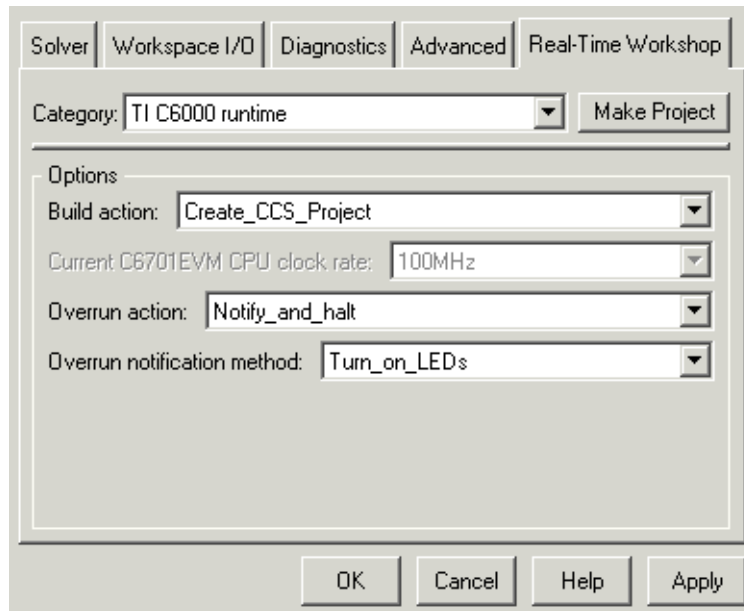 Solver Workspace I/O Diagnostics Advanced Real-Time Workshop
Category: TI C6000 runtime Make Project
Options
Build action: Create_CCS_Project
Current C6701EVM CPU clock rate: 100MHz
Overrun action: Notify_and_halt
Overrun notification method: Turn_on_LEDs
OK Cancel Help Apply